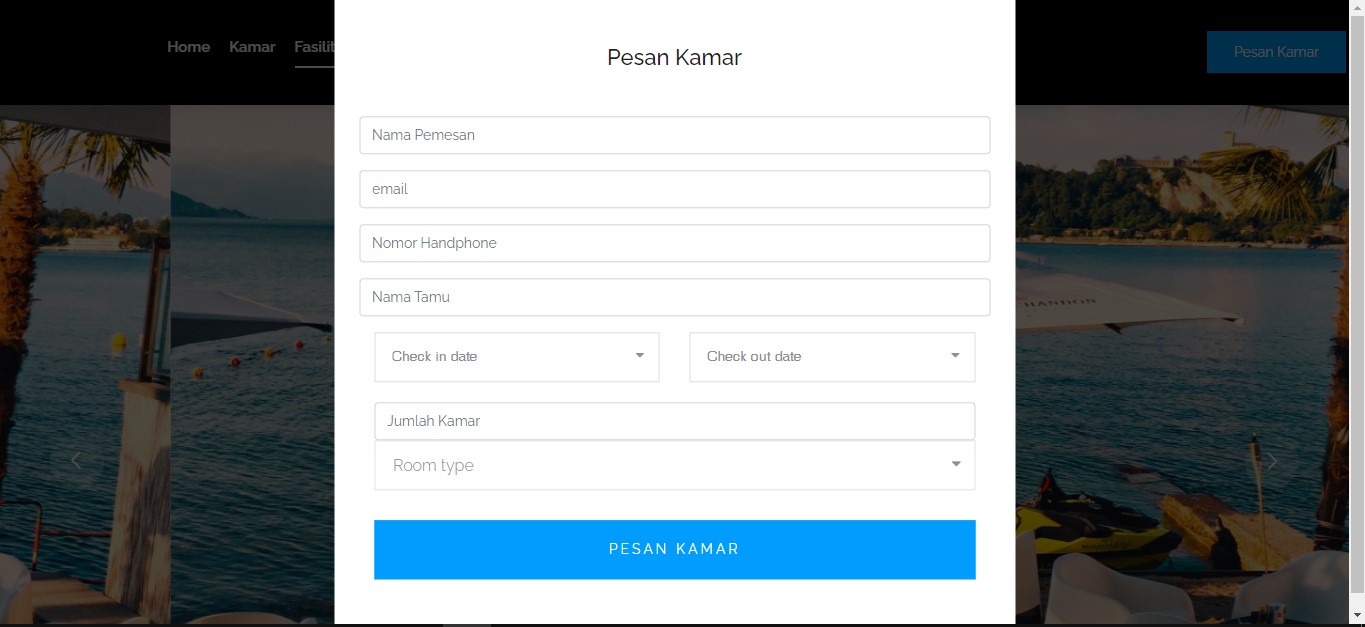 Home Kamar Fasilit
Pesan Kamar
Pesan Kamar
Nama Pemesan
email
Nomor Handphone
Nama Tamu
Check in date
Check out date
Jumlah Kamar
Room type
PESAN KAMAR
HANDON